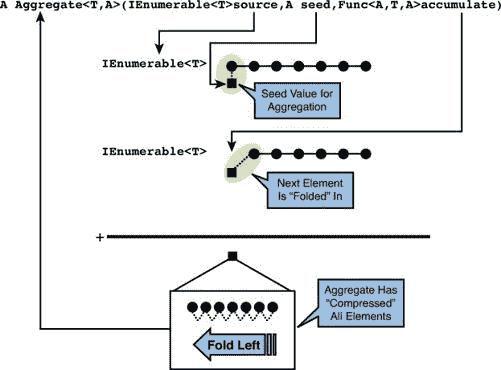 A Aggregate<T,A>(IEnumerable<T>source,A seed,Func<A,T,A>accumulate)
IEnumerable<T>
Seed Value for
Aggregation
IEnumerable<T>
Next Element
Is “Folded” In
+
Aggregate Has
“Compressed”
All Elements
Fold Left